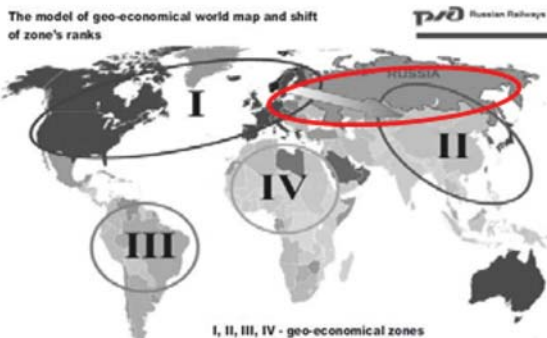 The model of geo-economical world map and shift
of zone's ranks
ржд Russian Railways
RUSSIA
I
II
IV
III
I, II, III, IV - geo-economical zones